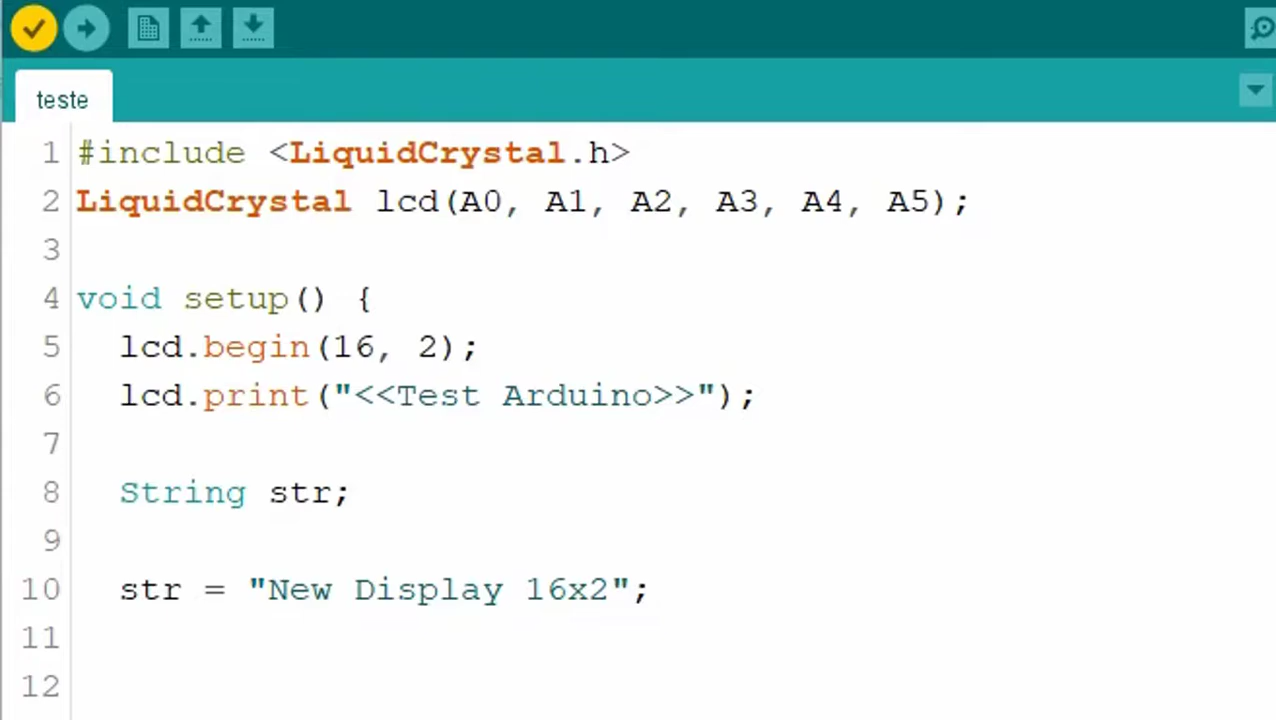 teste
1 #include <LiquidCrystal.h>
2 LiquidCrystal lcd(A0, A1, A2, A3, A4, A5);
3
4 void setup() {
5   lcd.begin(16, 2);
6   lcd.print("<<Test Arduino>>");
7
8   String str;
9
10   str = "New Display 16x2";
11
12